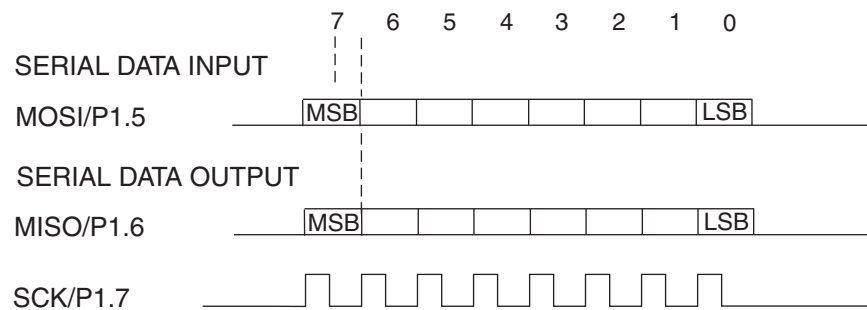 7 6 5 4 3 2 1 0
SERIAL DATA INPUT
MOSI/P1.5 MSB LSB
SERIAL DATA OUTPUT
MISO/P1.6 MSB LSB
SCK/P1.7